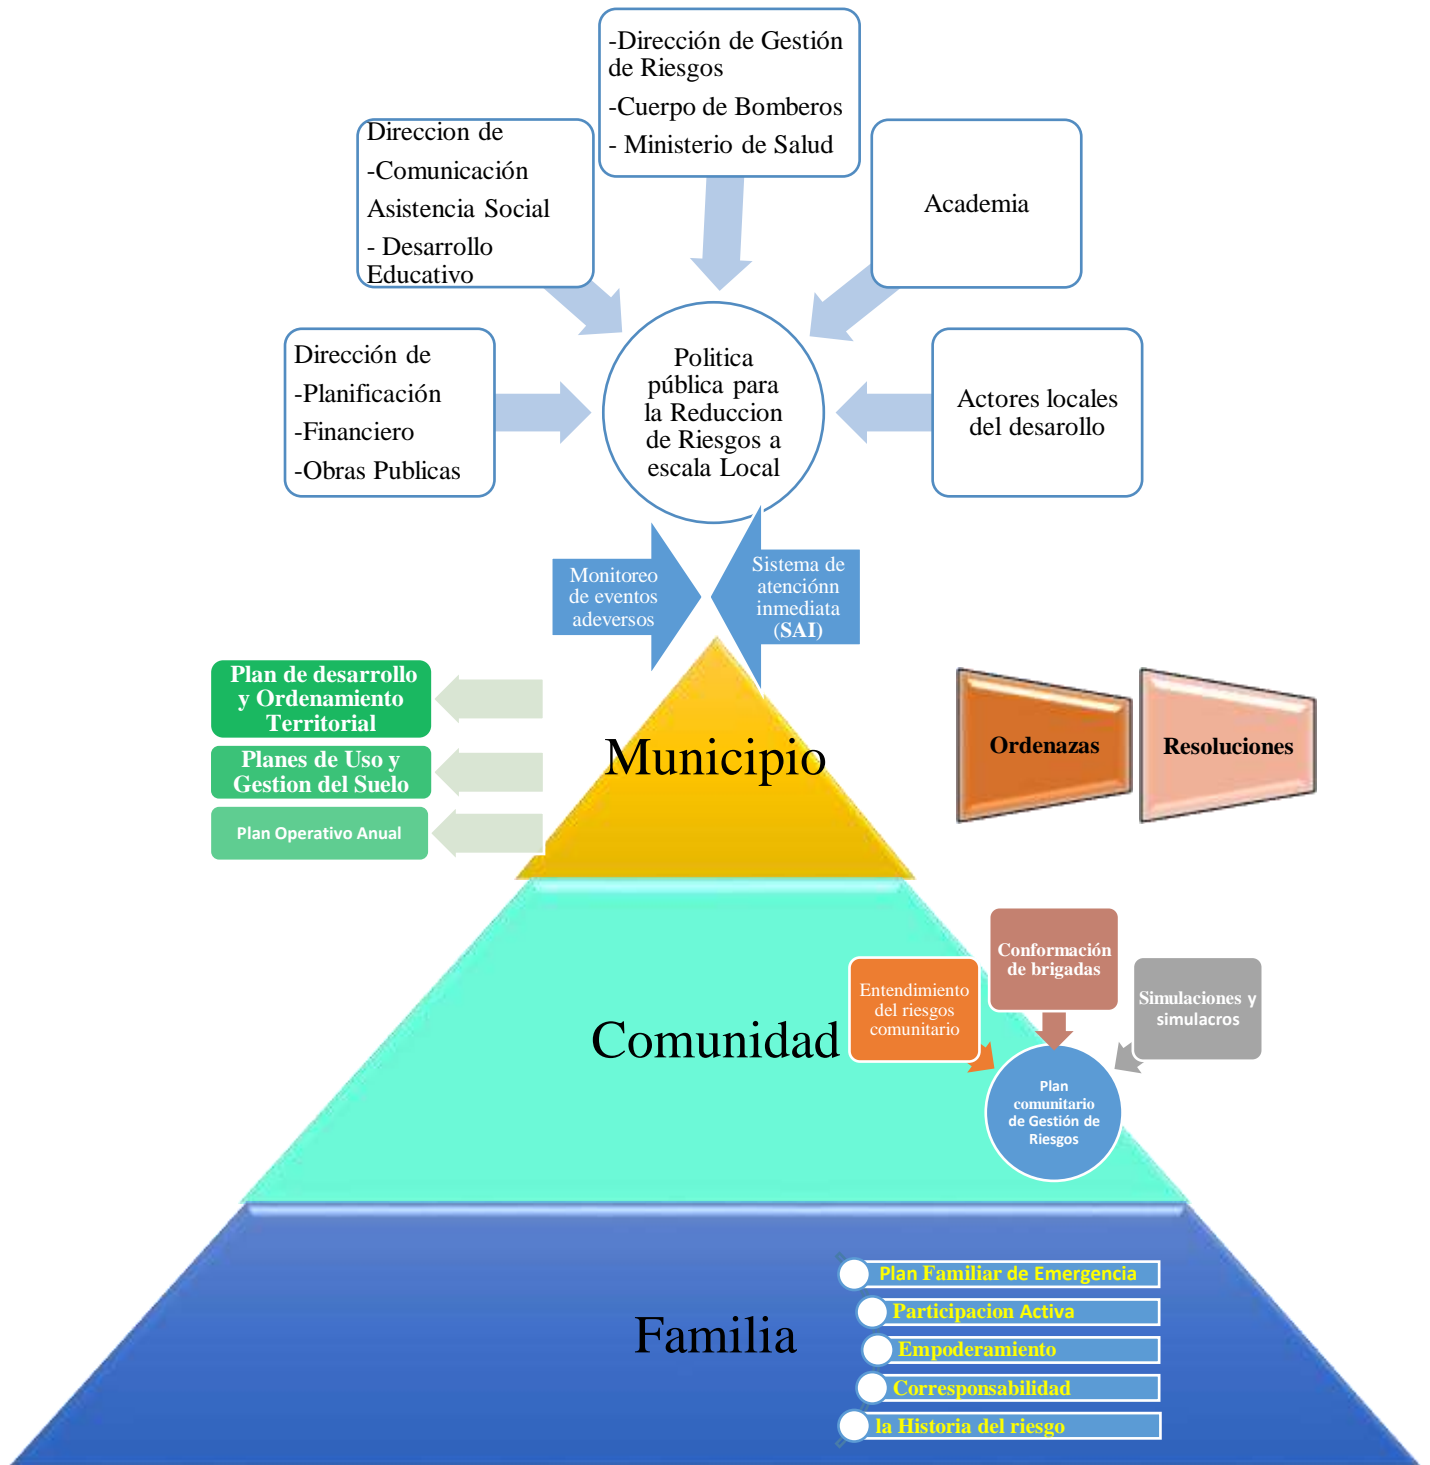 -Dirección de Gestión
de Riesgos
-Cuerpo de Bomberos
- Ministerio de Salud
Direccion de
-Comunicación
Asistencia Social
- Desarrollo
Educativo
Academia
Dirección de
-Planificación
-Financiero
-Obras Publicas
Politica
pública para
la Reduccion
de Riesgos a
escala Local
Actores locales
del desarollo
Monitoreo
de eventos
adeversos
Sistema de
atenciónn
inmediata
(SAI)
Plan de desarrollo
y Ordenamiento
Territorial
Planes de Uso y
Gestion del Suelo
Plan Operativo Anual
Municipio
Ordenazas
Resoluciones
Comunidad
Entendimiento
del riesgos
comunitario
Conformación
de brigadas
Simulaciones y
simulacros
Plan
comunitario
de Gestión de
Riesgos
Familia
Plan Familiar de Emergencia
Participacion Activa
Empoderamiento
Corresponsabilidad
la Historia del riesgo